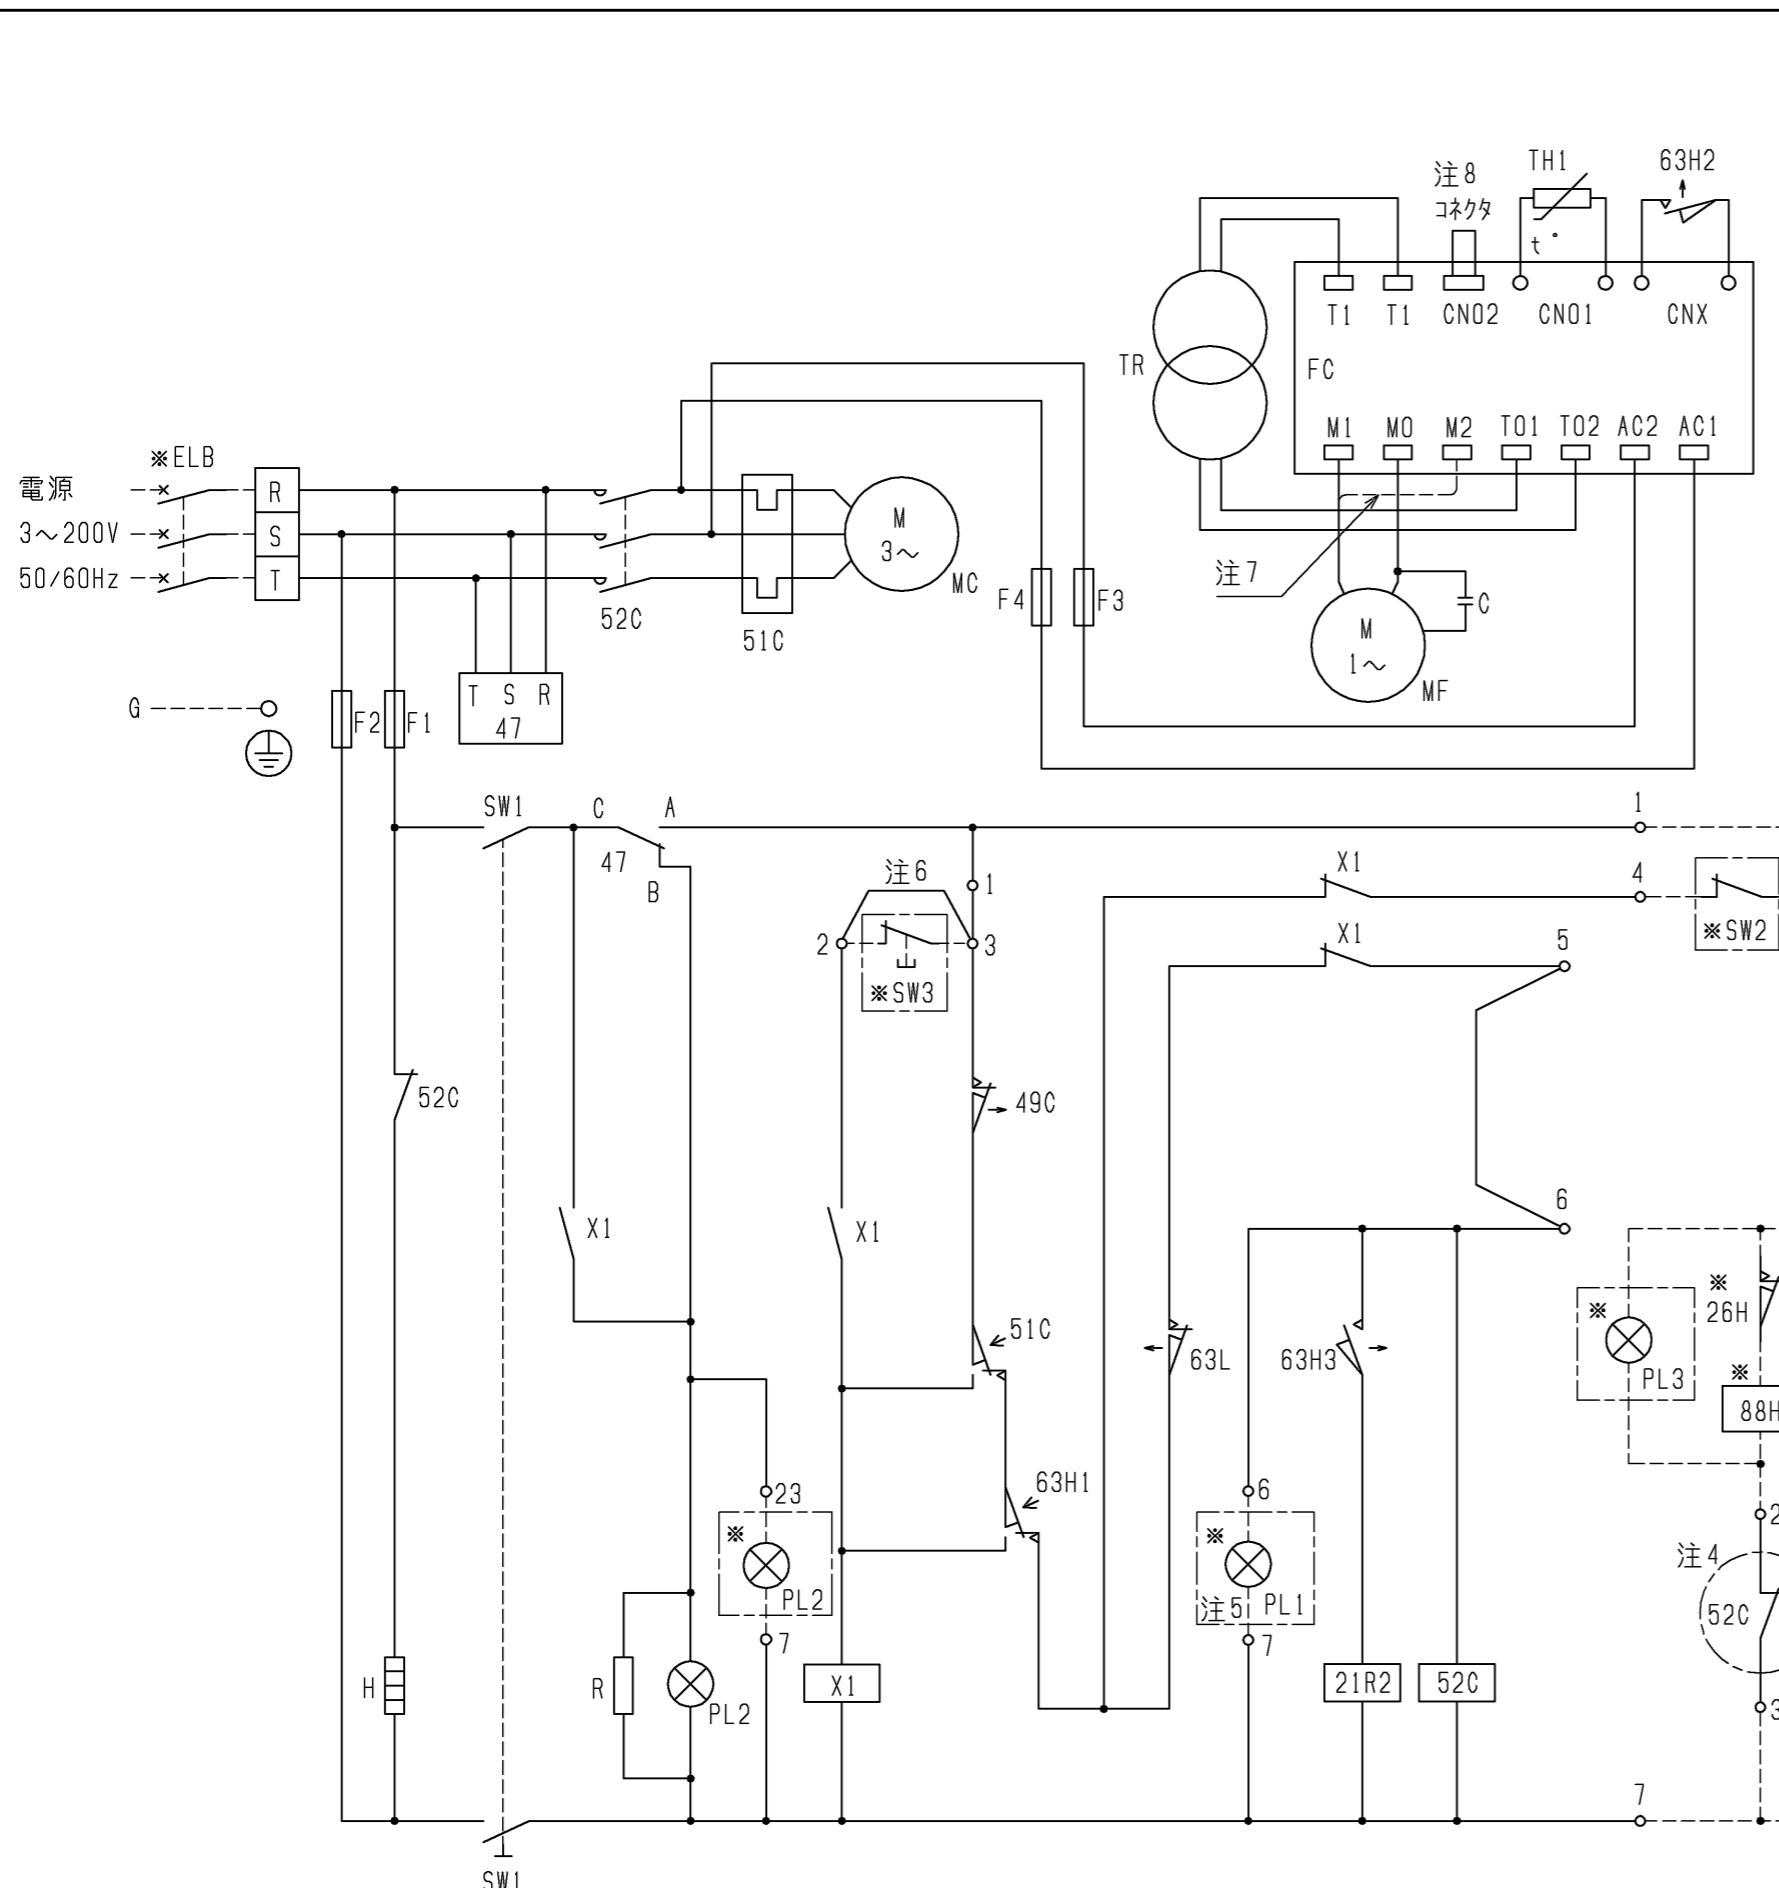 注8
コネクタ
TH1
63H2
t°
T1 T1 CN02 CN01 CNX
TR
FC
M1 M0 M2 T01 T02 AC2 AC1
※ELB
電源
3～200V
50/60Hz
R
S
T
M
3～
MC
52C
51C
F4
F3
注7
C
M
1～
MF
G
F2
F1
T S R
47
SW1
C
A
47
B
1
注6
1
2
3
※SW3
X1
4
※SW2
X1
5
52C
49C
X1
X1
6
51C
63L
63H3
※
※
26H
PL3
※
88H
63H1
23
※
PL2
7
6
※
注5
PL1
7
2
注4
52C
3
H
R
PL2
X1
21R2
52C
7
SW1